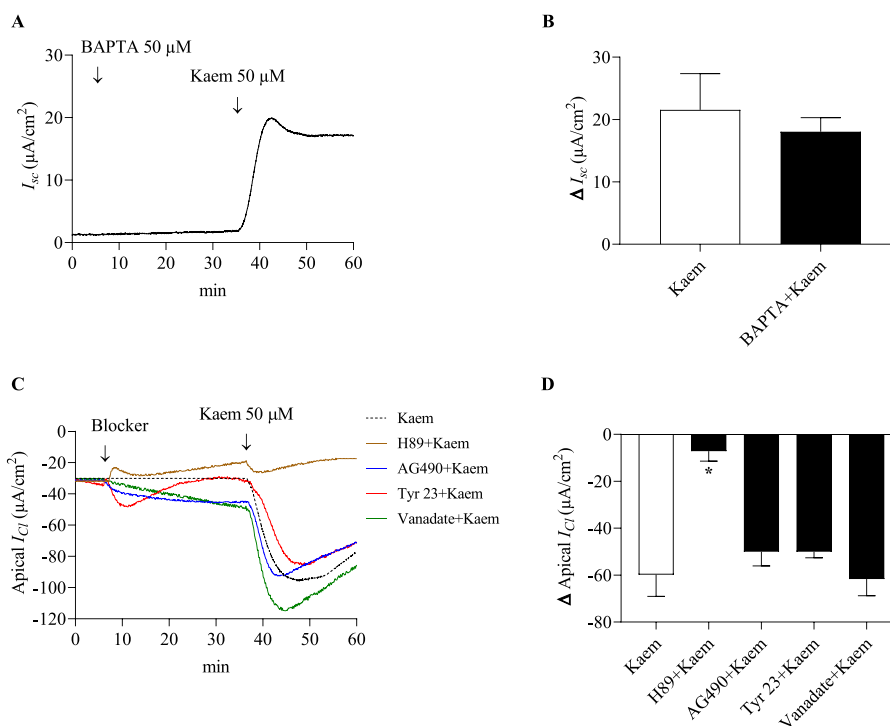 A
BAPTA 50 µM
Kaem 50 µM
30
20
10
0
I_sc (µA/cm²)
0 10 20 30 40 50 60
min
B
30
20
10
0
Δ I_sc (µA/cm²)
Kaem
BAPTA+Kaem
C
Blocker
Kaem 50 µM
0
-20
-40
-60
-80
-100
-120
Apical I_Cl (µA/cm²)
0 10 20 30 40 50 60
min
Kaem
H89+Kaem
AG490+Kaem
Tyr 23+Kaem
Vanadate+Kaem
D
0
-20
-40
-60
-80
Δ Apical I_Cl (µA/cm²)
*
Kaem
H89+Kaem
AG490+Kaem
Tyr 23+Kaem
Vanadate+Kaem